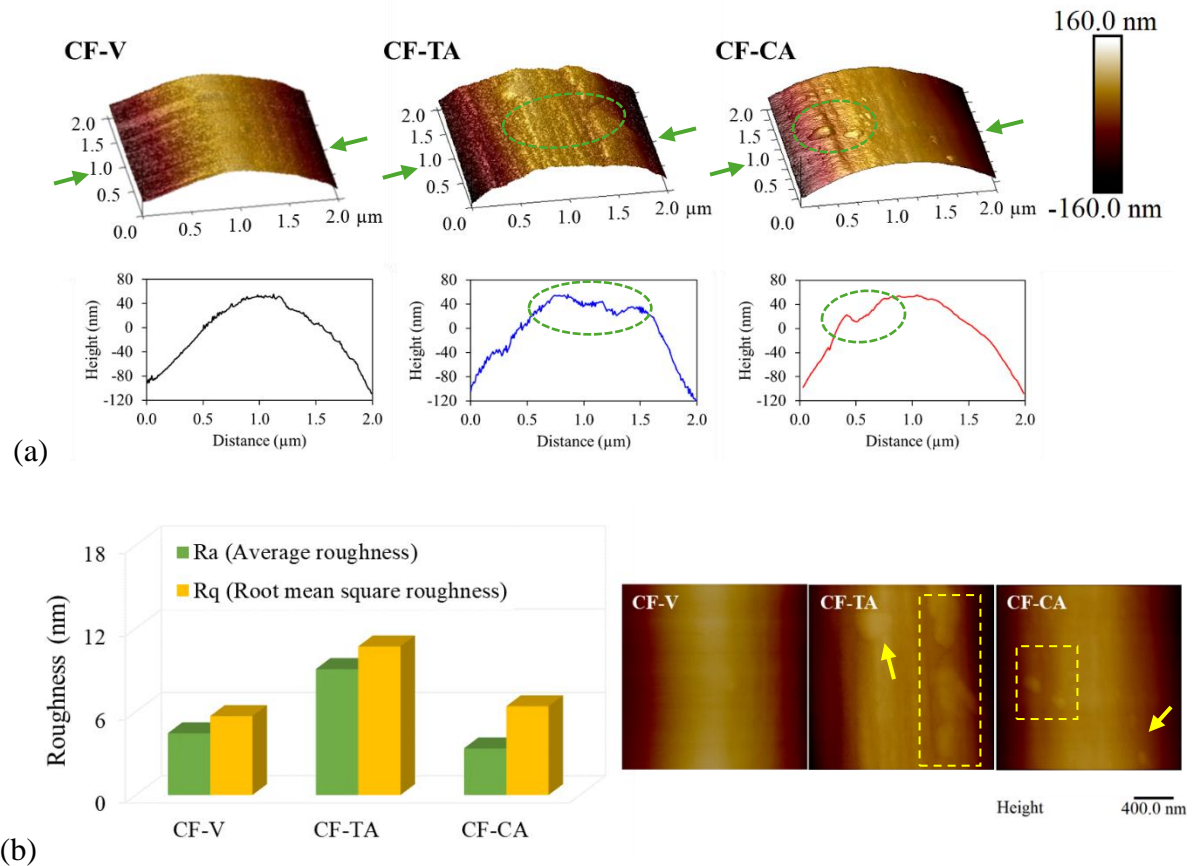 160.0 nm
CF-V
CF-TA
CF-CA
2.0
1.5
1.0
0.5
0.0
0.5
1.0
1.5
2.0 µm
2.0
1.5
1.0
0.5
0.0
0.5
1.0
1.5
2.0 µm
2.0
1.5
1.0
0.5
0.0
0.5
1.0
1.5
2.0 µm
-160.0 nm
Height (nm)
80
40
0
-40
-80
-120
0.0 0.5 1.0 1.5 2.0
Distance (µm)
Height (nm)
80
40
0
-40
-80
-120
0.0 0.5 1.0 1.5 2.0
Distance (µm)
Height (nm)
80
40
0
-40
-80
-120
0.0 0.5 1.0 1.5 2.0
Distance (µm)
(a)
Roughness (nm)
18
12
6
0
Ra (Average roughness)
Rq (Root mean square roughness)
CF-V CF-TA CF-CA
CF-V
CF-TA
CF-CA
Height
400.0 nm
(b)